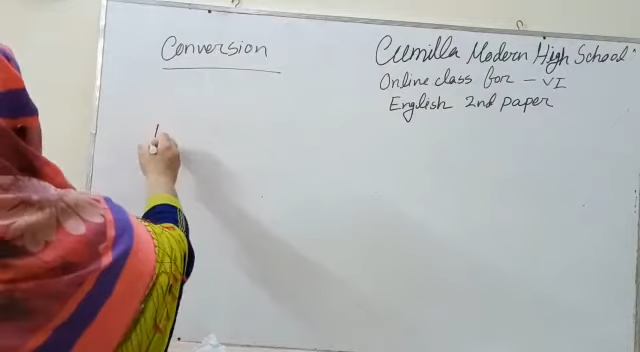 Conversion
Cumilla Modern High School
Online class for - VI
English 2nd paper